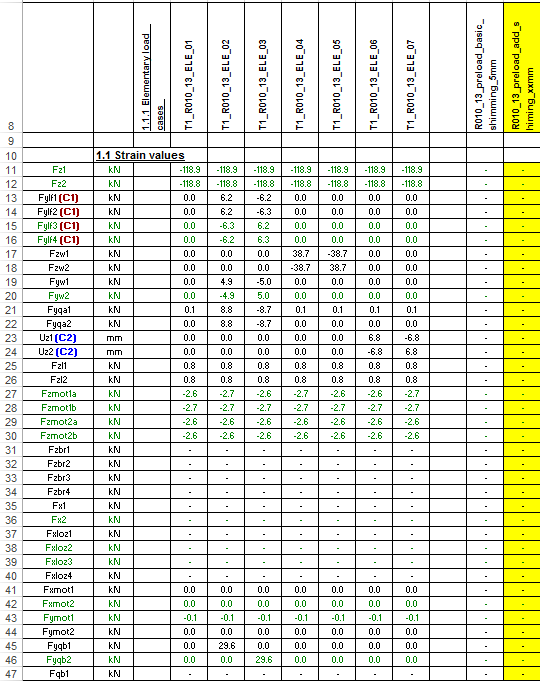 8 1.1.1 Elementary load cases T1_R010_13_ELE_01 T1_R010_13_ELE_02 T1_R010_13_ELE_03 T1_R010_13_ELE_04 T1_R010_13_ELE_05 T1_R010_13_ELE_06 T1_R010_13_ELE_07 R010_13_preload_basic_shimming_5mm R010_13_preload_add_shiming_xxmm
9
10 1.1 Strain values
11 Fz1 kN -118.9 -118.9 -118.9 -118.9 -118.9 -118.9 -118.9 - -
12 Fz2 kN -118.8 -118.8 -118.8 -118.8 -118.8 -118.8 -118.8 - -
13 Fylf1 (C1) kN 0.0 6.2 -6.2 0.0 0.0 0.0 0.0 - -
14 Fylf2 (C1) kN 0.0 6.2 -6.3 0.0 0.0 0.0 0.0 - -
15 Fylf3 (C1) kN 0.0 -6.3 6.2 0.0 0.0 0.0 0.0 - -
16 Fylf4 (C1) kN 0.0 -6.2 6.3 0.0 0.0 0.0 0.0 - -
17 Fzw1 kN 0.0 0.0 0.0 38.7 -38.7 0.0 0.0 - -
18 Fzw2 kN 0.0 0.0 0.0 -38.7 38.7 0.0 0.0 - -
19 Fyw1 kN 0.0 4.9 -5.0 0.0 0.0 0.0 0.0 - -
20 Fyw2 kN 0.0 -4.9 5.0 0.0 0.0 0.0 0.0 - -
21 Fyqa1 kN 0.1 8.8 -8.7 0.1 0.1 0.1 0.1 - -
22 Fyqa2 kN 0.0 8.8 -8.7 0.0 0.0 0.0 0.0 - -
23 Uz1 (C2) mm 0.0 0.0 0.0 0.0 0.0 6.8 -6.8 - -
24 Uz2 (C2) mm 0.0 0.0 0.0 0.0 0.0 -6.8 6.8 - -
25 Fzl1 kN 0.8 0.8 0.8 0.8 0.8 0.8 0.8 - -
26 Fzl2 kN 0.8 0.8 0.8 0.8 0.8 0.8 0.8 - -
27 Fzmot1a kN -2.6 -2.7 -2.6 -2.7 -2.6 -2.6 -2.7 - -
28 Fzmot1b kN -2.6 -2.7 -2.6 -2.7 -2.6 -2.6 -2.7 - -
29 Fzmot2a kN -2.6 -2.6 -2.6 -2.6 -2.6 -2.6 -2.6 - -
30 Fzmot2b kN -2.6 -2.6 -2.6 -2.6 -2.6 -2.6 -2.6 - -
31 Fzbr1 kN - - - - - - - - -
32 Fzbr2 kN - - - - - - - - -
33 Fzbr3 kN - - - - - - - - -
34 Fzbr4 kN - - - - - - - - -
35 Fx1 kN - - - - - - - - -
36 Fx2 kN - - - - - - - - -
37 Fxloz1 kN - - - - - - - - -
38 Fxloz2 kN - - - - - - - - -
39 Fxloz3 kN - - - - - - - - -
40 Fxloz4 kN - - - - - - - - -
41 Fxmot1 kN 0.0 0.0 0.0 0.0 0.0 0.0 0.0 - -
42 Fxmot2 kN 0.0 0.0 0.0 0.0 0.0 0.0 0.0 - -
43 Fymot1 kN -0.1 -0.1 -0.1 -0.1 -0.1 -0.1 -0.1 - -
44 Fymot2 kN 0.0 0.0 0.0 0.0 0.0 0.0 0.0 - -
45 Fyqb1 kN 0.0 29.6 0.0 0.0 0.0 0.0 0.0 - -
46 Fyqb2 kN 0.0 0.0 29.6 0.0 0.0 0.0 0.0 - -
47 Fqb1 kN - - - - - - - - -